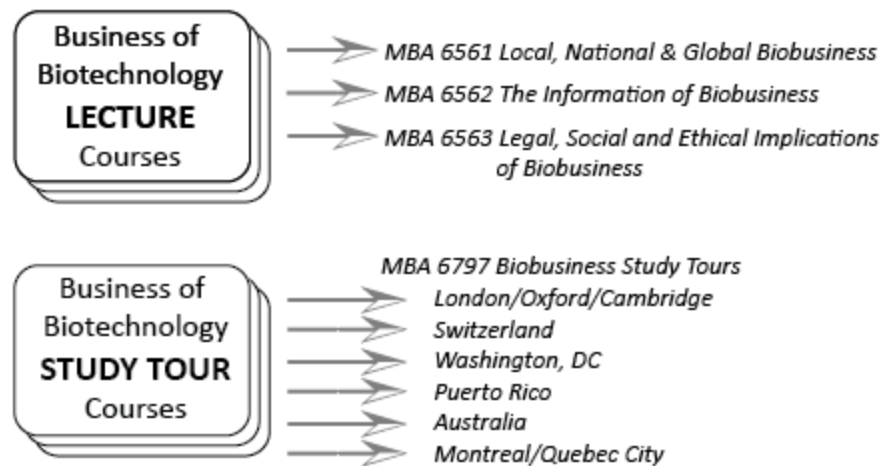 Business of
Biotechnology
LECTURE
Courses
MBA 6561 Local, National & Global Biobusiness
MBA 6562 The Information of Biobusiness
MBA 6563 Legal, Social and Ethical Implications
of Biobusiness
Business of
Biotechnology
STUDY TOUR
Courses
MBA 6797 Biobusiness Study Tours
London/Oxford/Cambridge
Switzerland
Washington, DC
Puerto Rico
Australia
Montreal/Quebec City